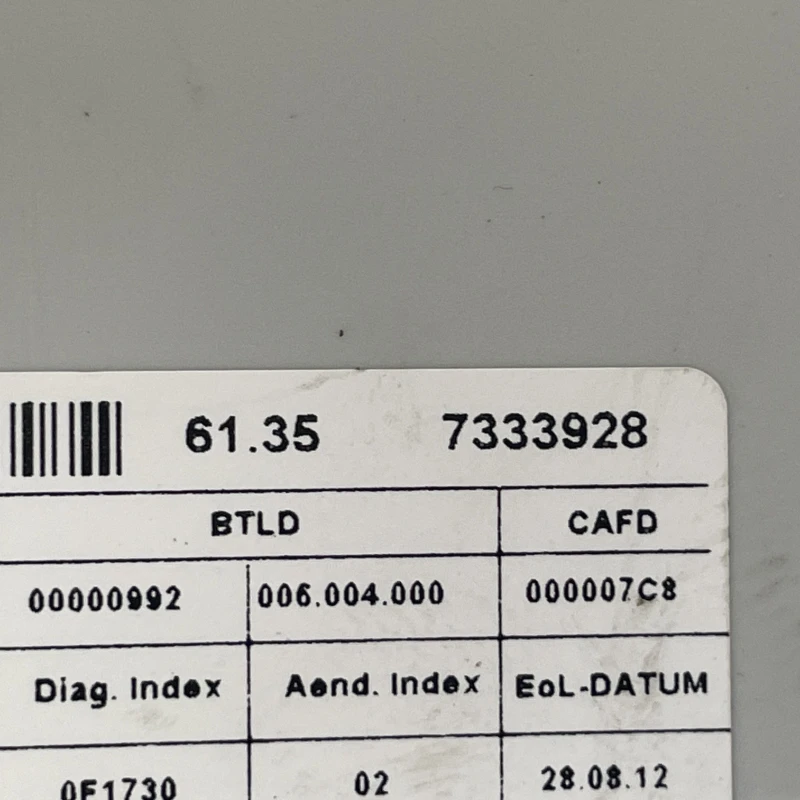 61.35 7333928
BTLD CAFD
00000992 006.004.000 000007C8
Diag. Index Aend. Index EoL-DATUM
0F1730 02 28.08.12